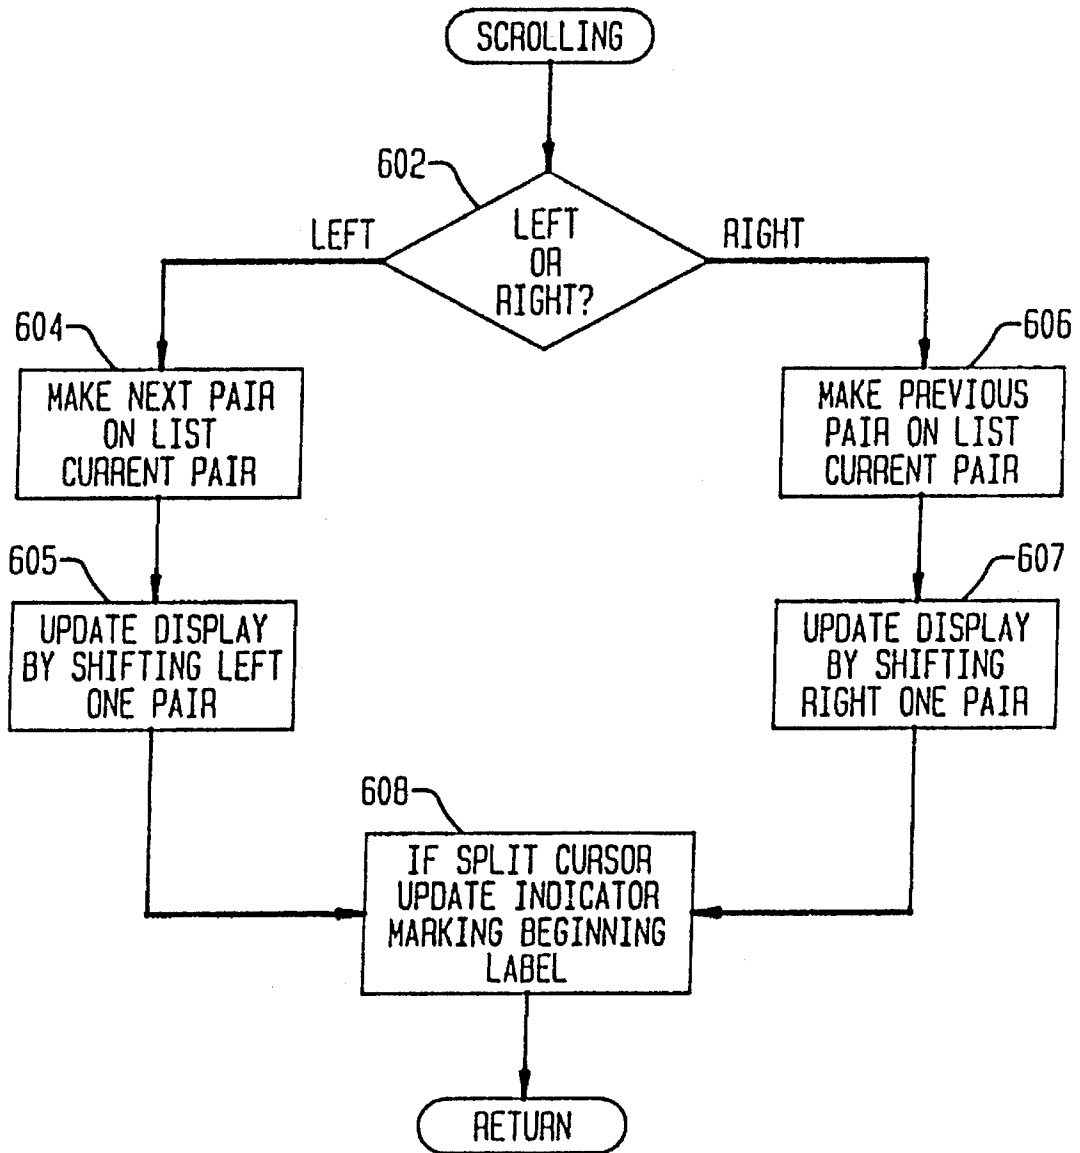 SCROLLING
602
LEFT
OR
RIGHT?
LEFT
RIGHT
604
MAKE NEXT PAIR
ON LIST
CURRENT PAIR
606
MAKE PREVIOUS
PAIR ON LIST
CURRENT PAIR
605
UPDATE DISPLAY
BY SHIFTING LEFT
ONE PAIR
607
UPDATE DISPLAY
BY SHIFTING
RIGHT ONE PAIR
608
IF SPLIT CURSOR
UPDATE INDICATOR
MARKING BEGINNING
LABEL
RETURN